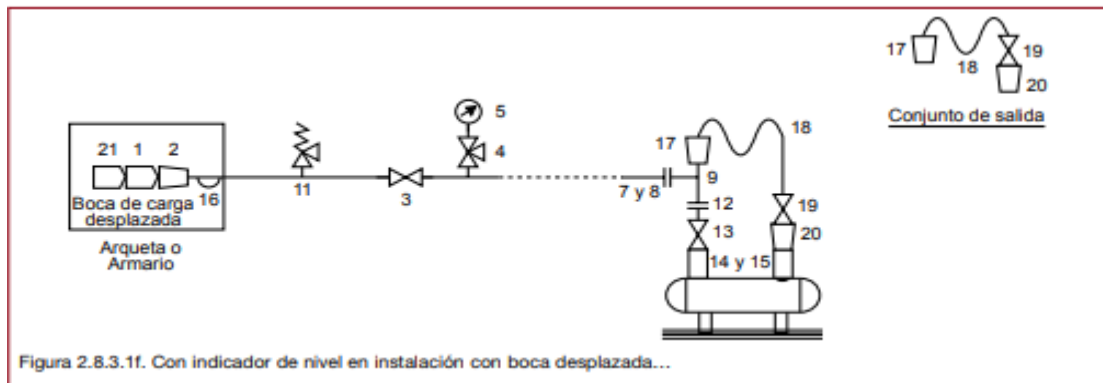 17
18
19
20
Conjunto de salida
5
4
21 1 2
16
Boca de carga
desplazada
Arqueta o
Armario
11
3
7 y 8
17
9
18
12
13
19
20
14 y 15
Figura 2.8.3.1f. Con indicador de nivel en instalación con boca desplazada...